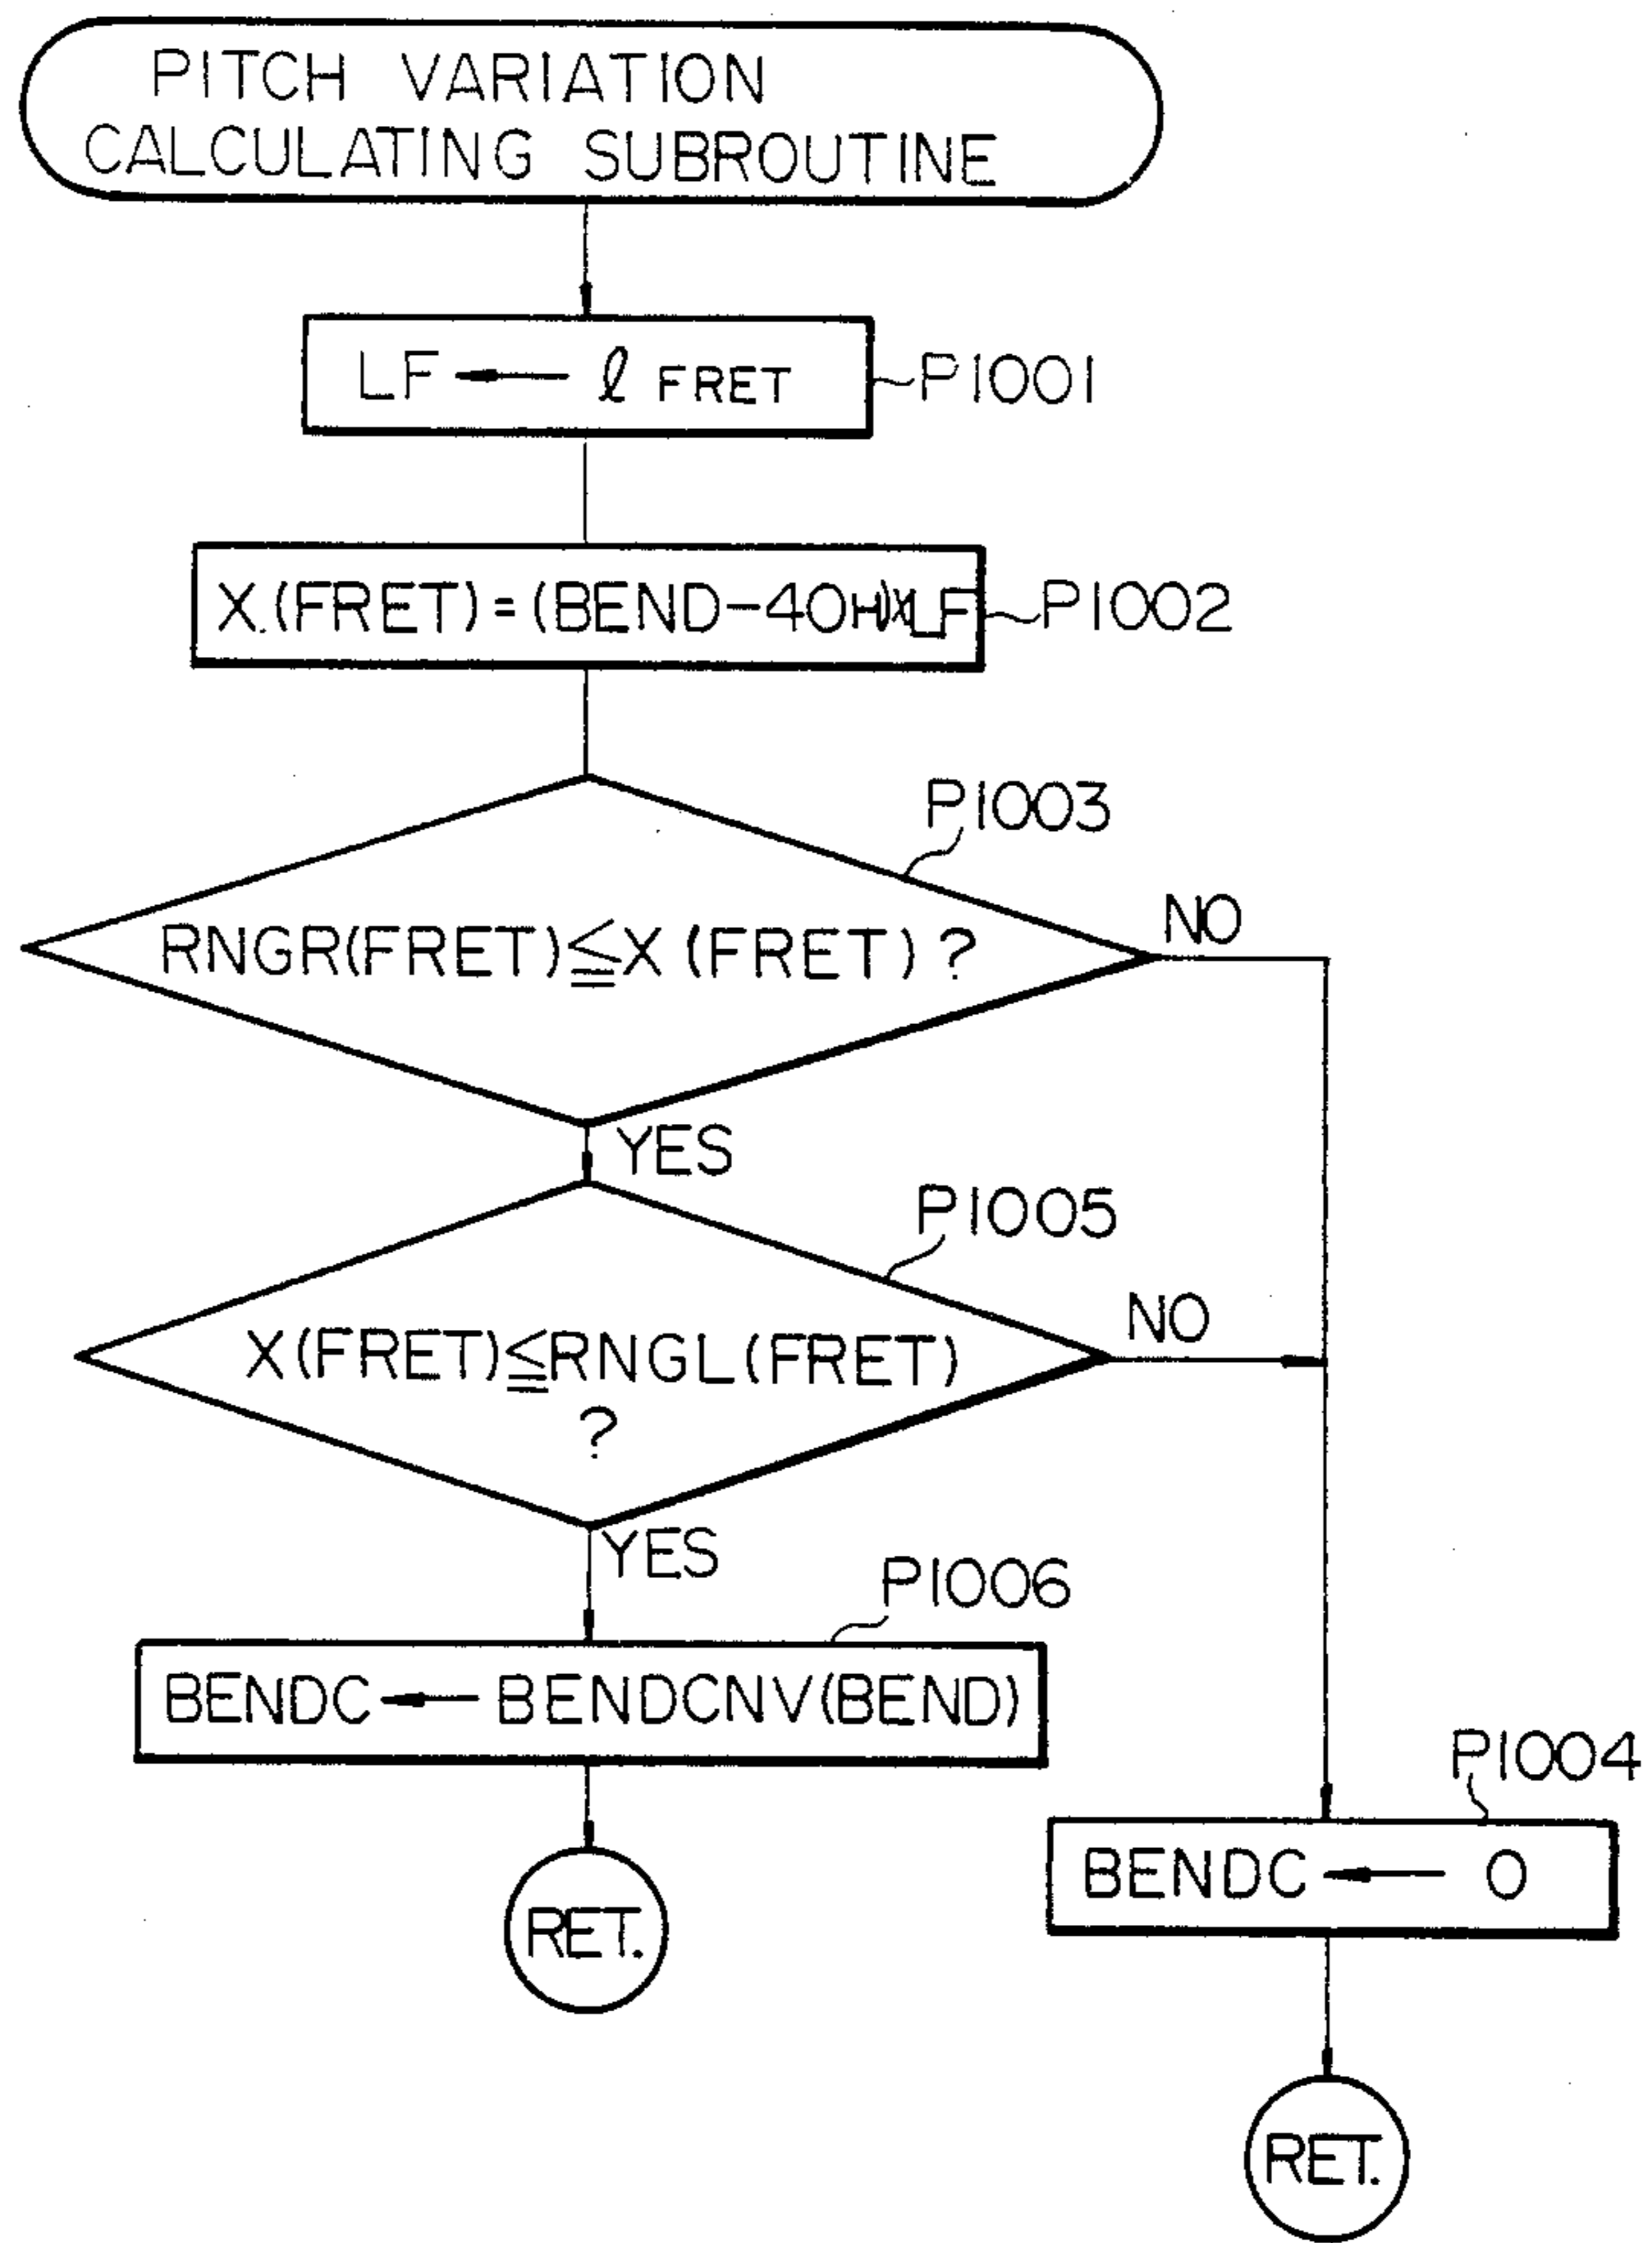 PITCH VARIATION
CALCULATING SUBROUTINE
LF ← ℓ FRET
P1001
X.(FRET)=(BEND-40H)XLF
P1002
P1003
RNGR(FRET)≦X(FRET)?
NO
YES
P1005
X(FRET)≦RNGL(FRET)
?
NO
YES
P1006
BENDC ← BENDCNV(BEND)
P1004
BENDC ← 0
RET.
RET.